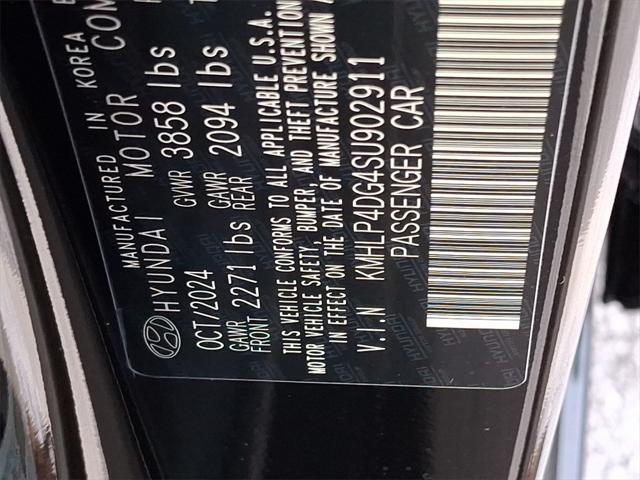 MANUFACTURED IN KOREA
HYUNDAI MOTOR COM
OCT/2024 GVWR 3858 lbs
GAWR FRONT 2271 lbs GAWR REAR 2094 lbs
THIS VEHICLE CONFORMS TO ALL APPLICABLE U.S.A.
MOTOR VEHICLE SAFETY, BUMPER, AND THEFT PREVENTION
IN EFFECT ON THE DATE OF MANUFACTURE SHOWN
V.I.N KMHLP4DG4SU902911
PASSENGER CAR